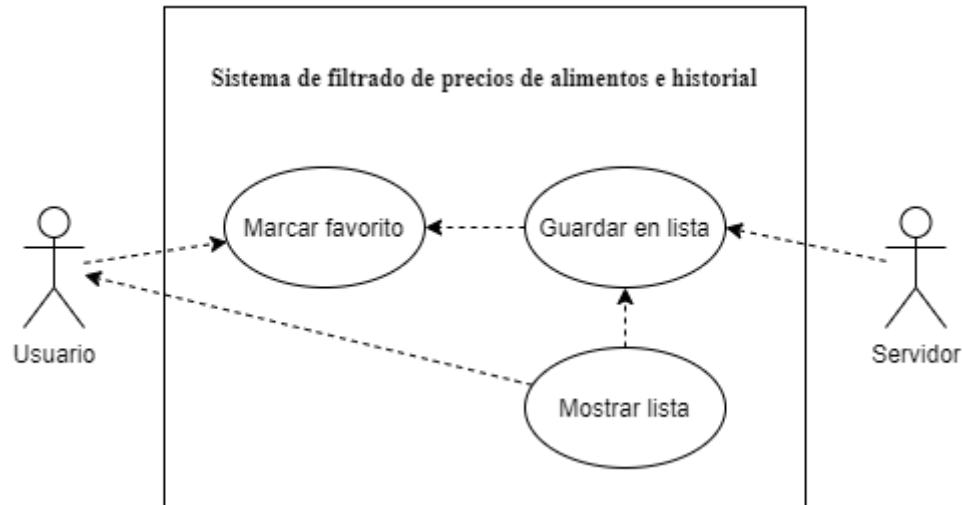 Sistema de filtrado de precios de alimentos e historial
Marcar favorito
Guardar en lista
Usuario
Servidor
Mostrar lista